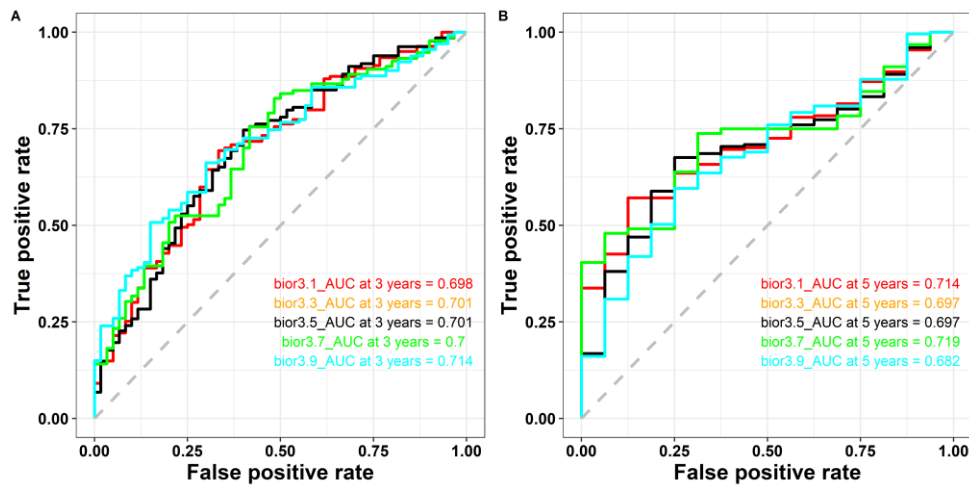 A
1.00
0.75
0.50
0.25
0.00
True positive rate
bior3.1_AUC at 3 years = 0.698
bior3.3_AUC at 3 years = 0.701
bior3.5_AUC at 3 years = 0.701
bior3.7_AUC at 3 years = 0.7
bior3.9_AUC at 3 years = 0.714
0.00 0.25 0.50 0.75 1.00
False positive rate
B
1.00
0.75
0.50
0.25
0.00
True positive rate
bior3.1_AUC at 5 years = 0.714
bior3.3_AUC at 5 years = 0.697
bior3.5_AUC at 5 years = 0.697
bior3.7_AUC at 5 years = 0.719
bior3.9_AUC at 5 years = 0.682
0.00 0.25 0.50 0.75 1.00
False positive rate